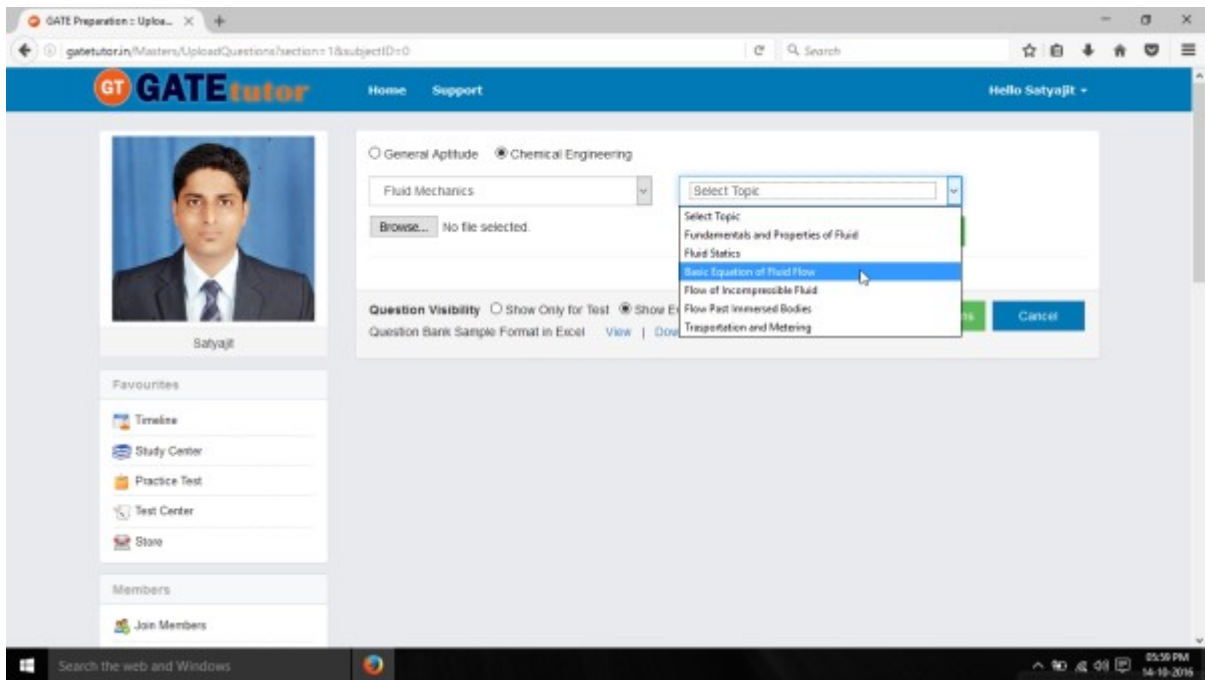 GATE Preparation :: Uploa...
gatetutor.in/Masters/UploadQuestions?section=1&subjectID=0
Search
GT GATEtutor
Home
Support
Hello Satyajit
General Aptitude
Chemical Engineering
Fluid Mechanics
Select Topic
Browse... No file selected.
Select Topic
Fundamentals and Properties of Fluid
Fluid Statics
Basic Equation of Fluid Flow
Flow of Incompressible Fluid
Flow Past Immersed Bodies
Trasportation and Metering
Question Visibility Show Only for Test Show
Cancel
Question Bank Sample Format in Excel View |
Satyajit
Favourites
Timeline
Study Center
Practice Test
Test Center
Store
Members
Join Members
Search the web and Windows
05:59 PM
14-10-2016